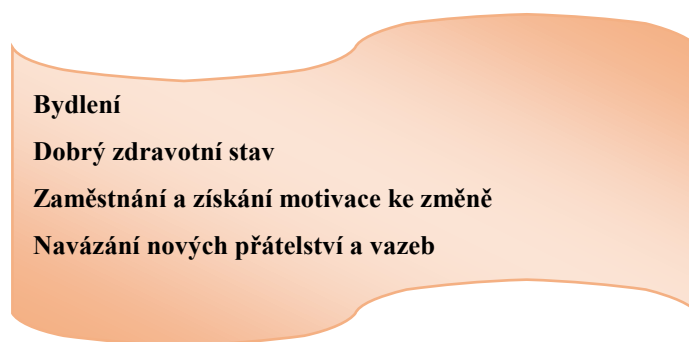 Bydlení
Dobrý zdravotní stav
Zaměstnání a získání motivace ke změně
Navázání nových přátelství a vazeb